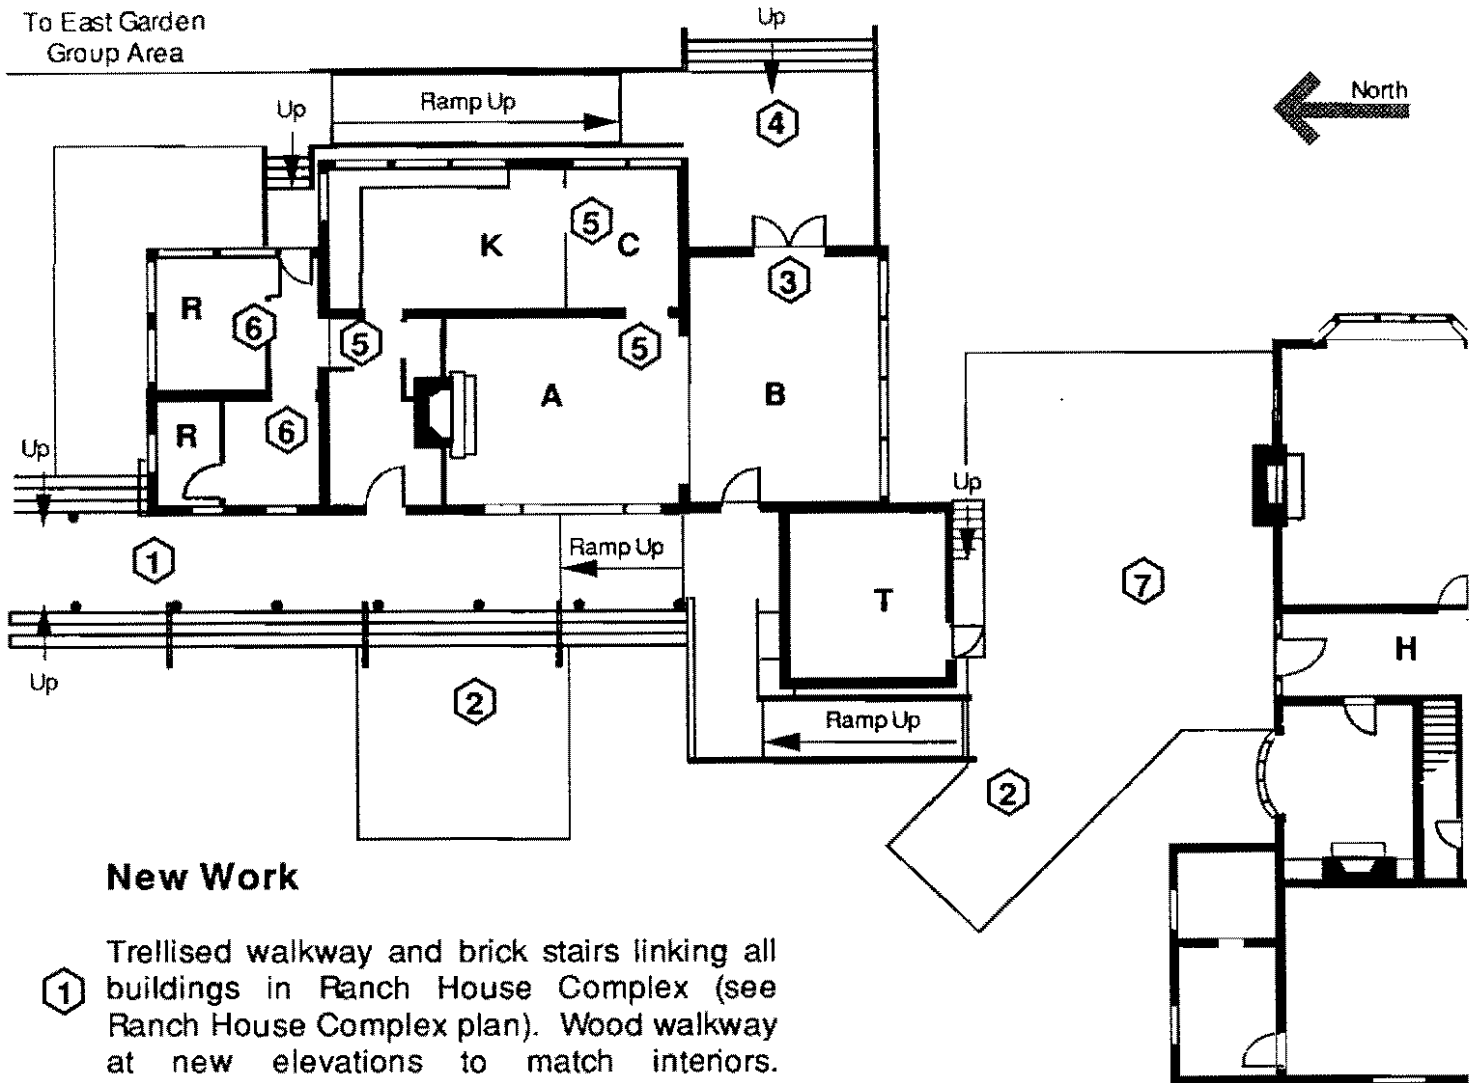 To East Garden
Group Area
Up
North
Ramp Up
Up
4
5
K
C
3
R
6
5
5
A
B
R
6
Up
Up
1
Ramp Up
7
T
H
Up
2
Ramp Up
2
New Work
Trellised walkway and brick stairs linking all
1 buildings in Ranch House Complex (see
Ranch House Complex plan). Wood walkway
at new elevations to match interiors.